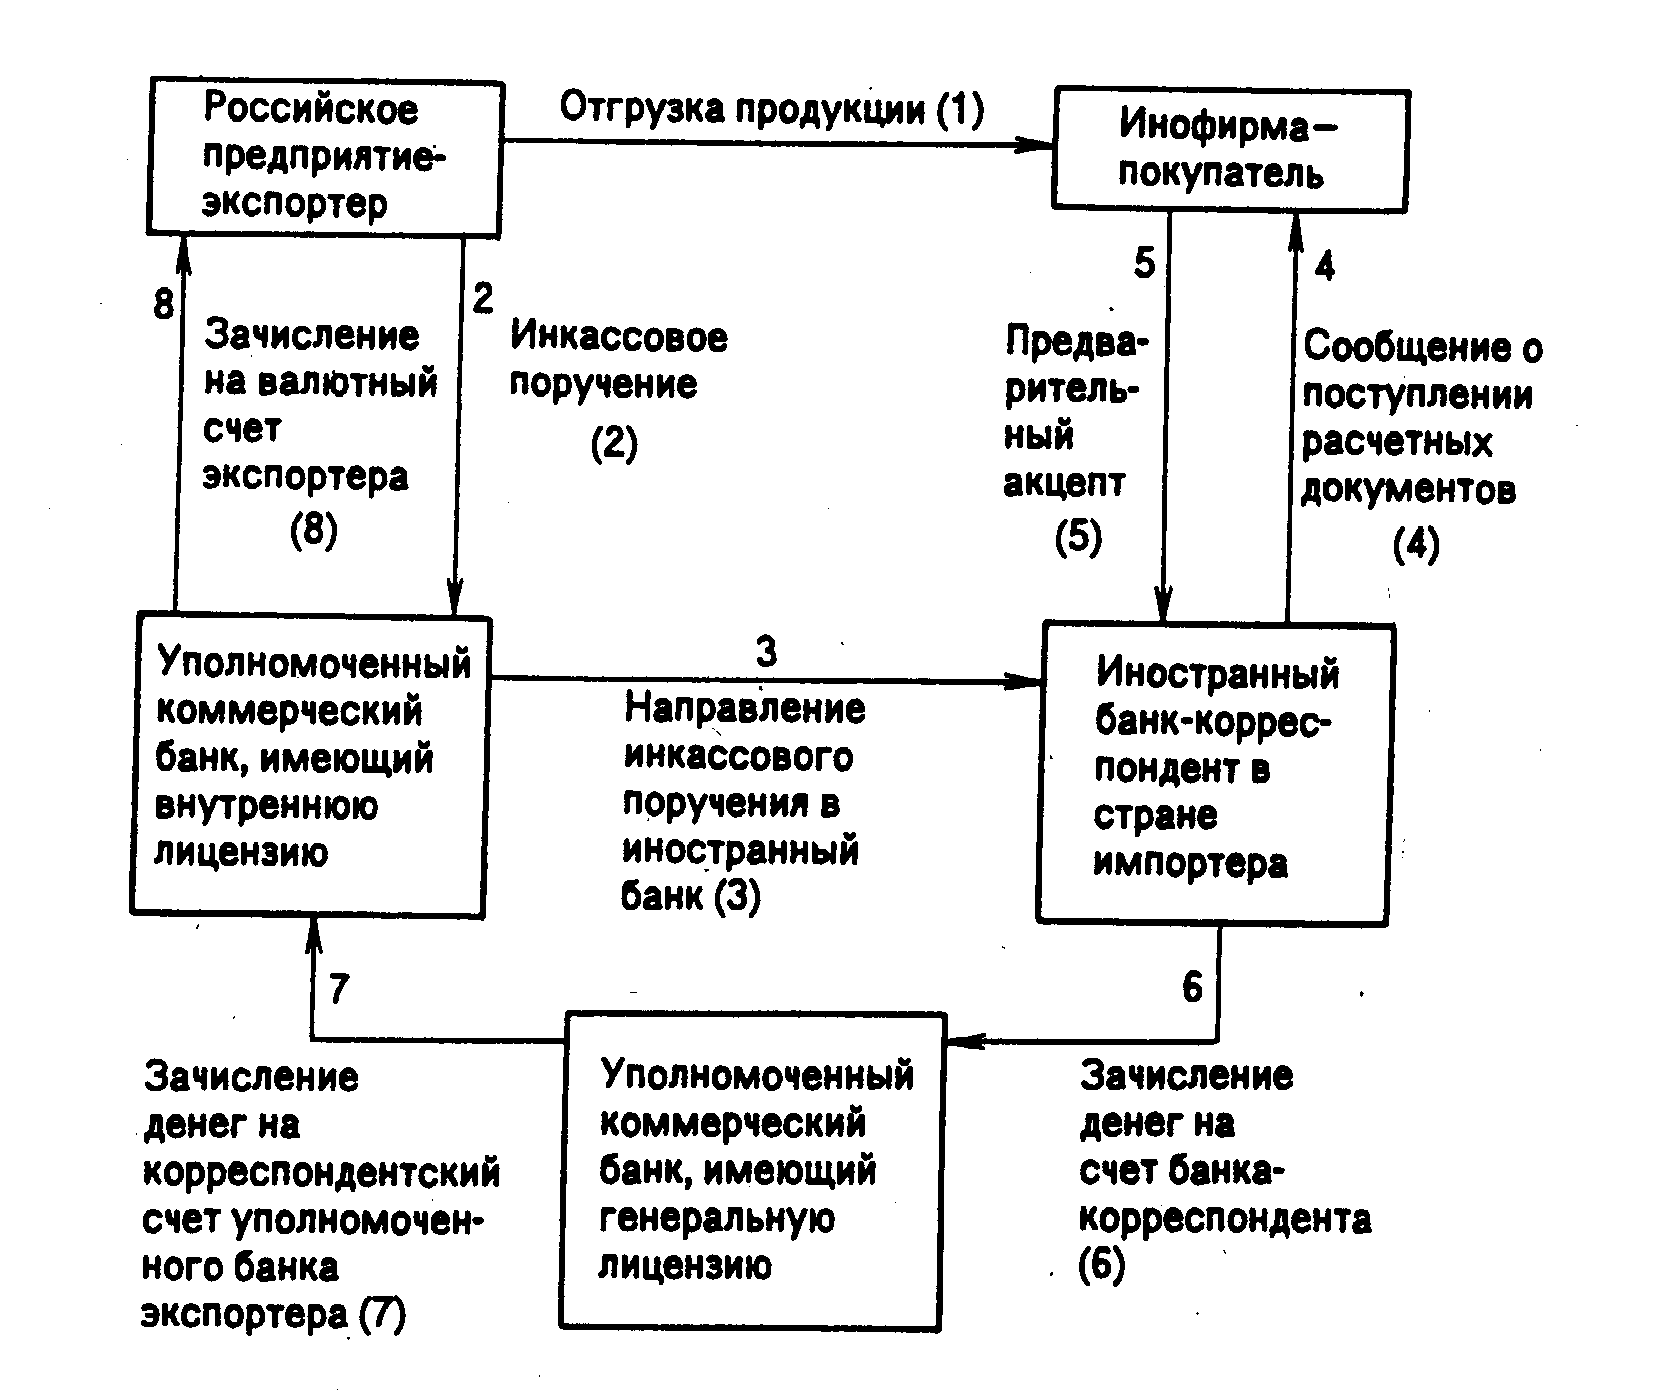 Российское
предприятие-
экспортер
Отгрузка продукции (1)
Инофирма–
покупатель
8
2
5
4
Зачисление
на валютный
счет
экспортера
(8)
Инкассовое
поручение
(2)
Предва-
ритель-
ный
акцепт
(5)
Сообщение о
поступлении
расчетных
документов
(4)
Уполномоченный
коммерческий
банк, имеющий
внутреннюю
лицензию
3
Направление
инкассового
поручения в
иностранный
банк (3)
Иностранный
банк-коррес-
пондент в
стране
импортера
7
6
Зачисление
денег на
корреспондентский
счет уполномочен-
ного банка
экспортера (7)
Уполномоченный
коммерческий
банк, имеющий
генеральную
лицензию
Зачисление
денег на
счет банка-
корреспондента
(6)